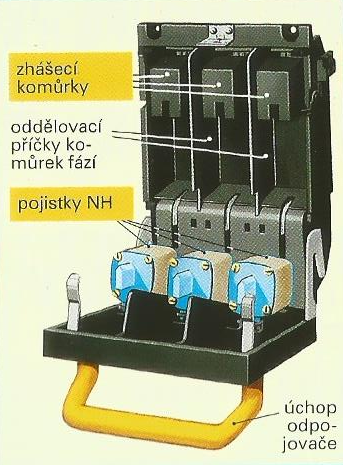 zhášecí
komůrky
oddělovací
příčky ko-
můrek fází
pojistky NH
úchop
odpo-
jovače